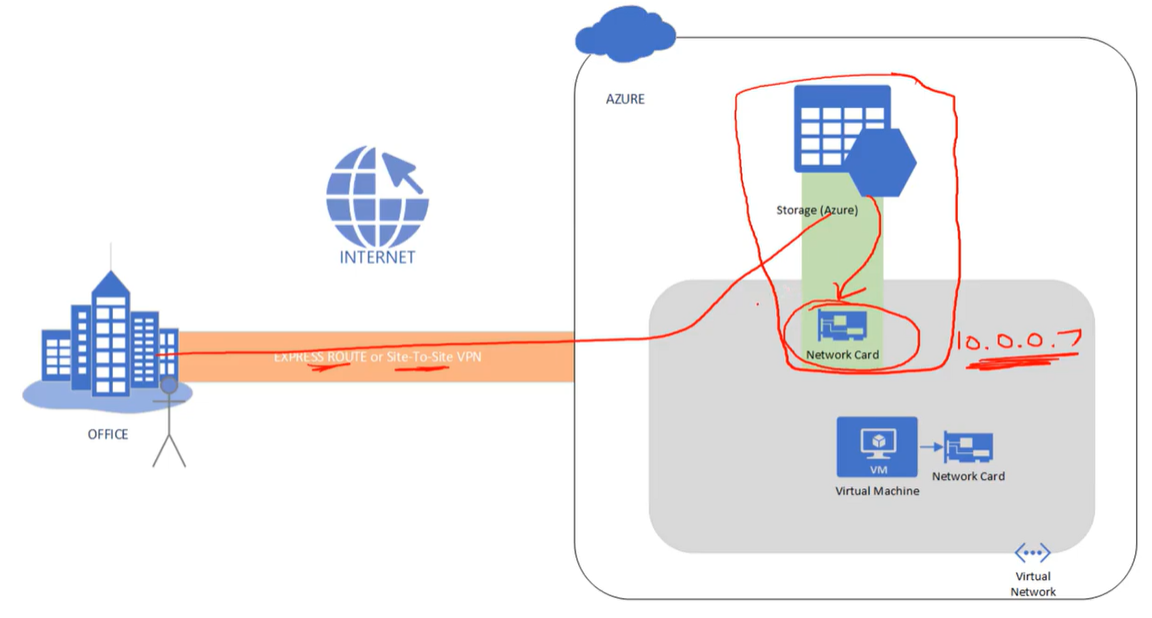 AZURE
INTERNET
Storage (Azure)
EXPRESS ROUTE or Site-To-Site VPN
OFFICE
Network Card
10.0.0.7
VM
Virtual Machine
Network Card
Virtual
Network